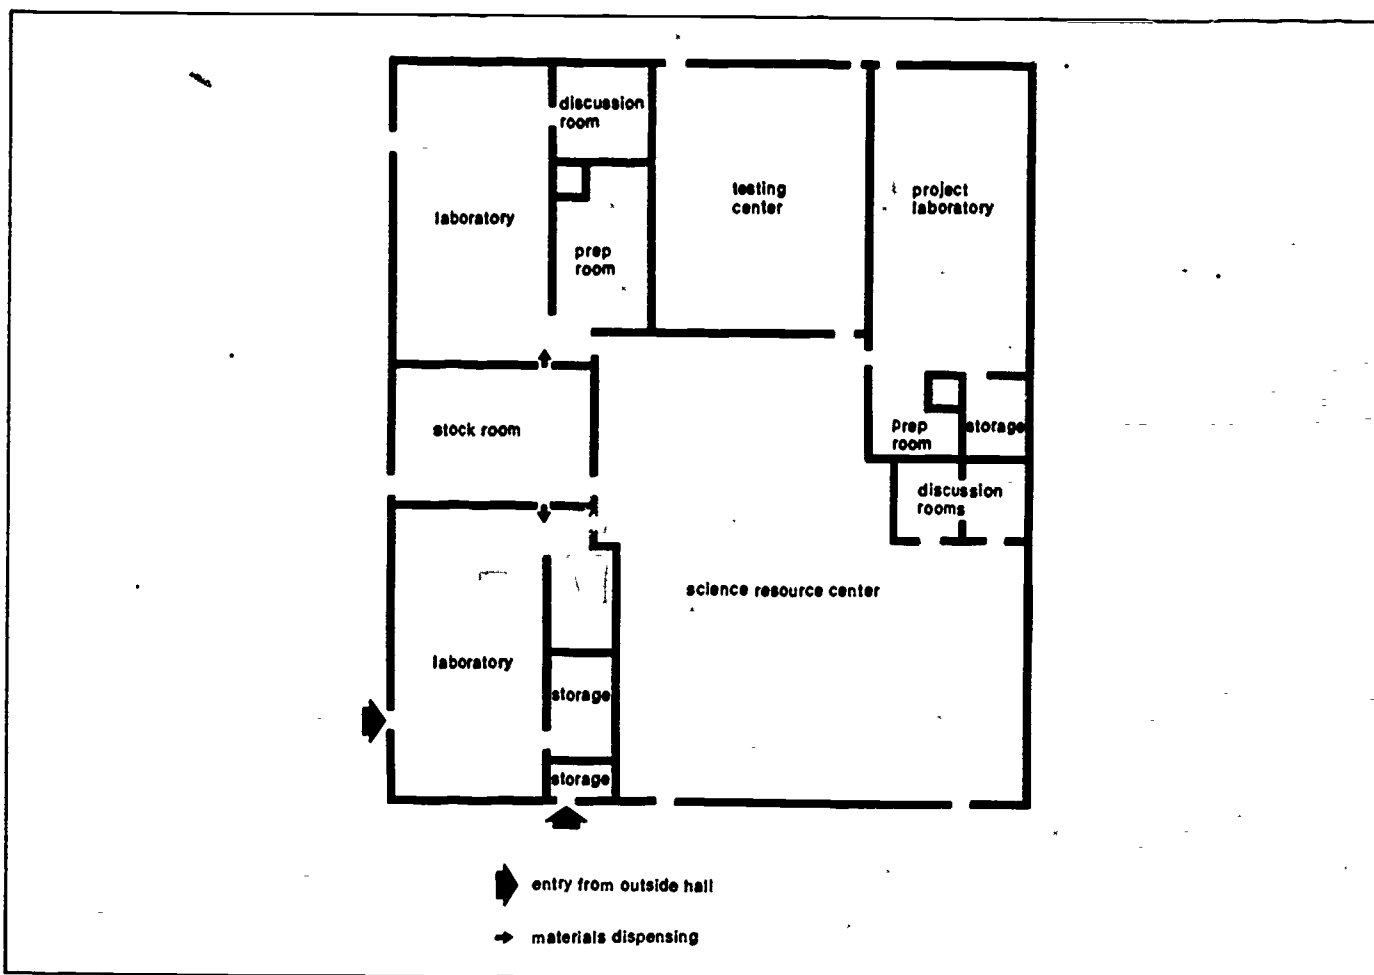 discussion
room
testing
center
project
laboratory
laboratory
prep
room
stock room
Prep
room
storage
discussion
rooms
science resource center
laboratory
storage
storage
entry from outside hall
materials dispensing